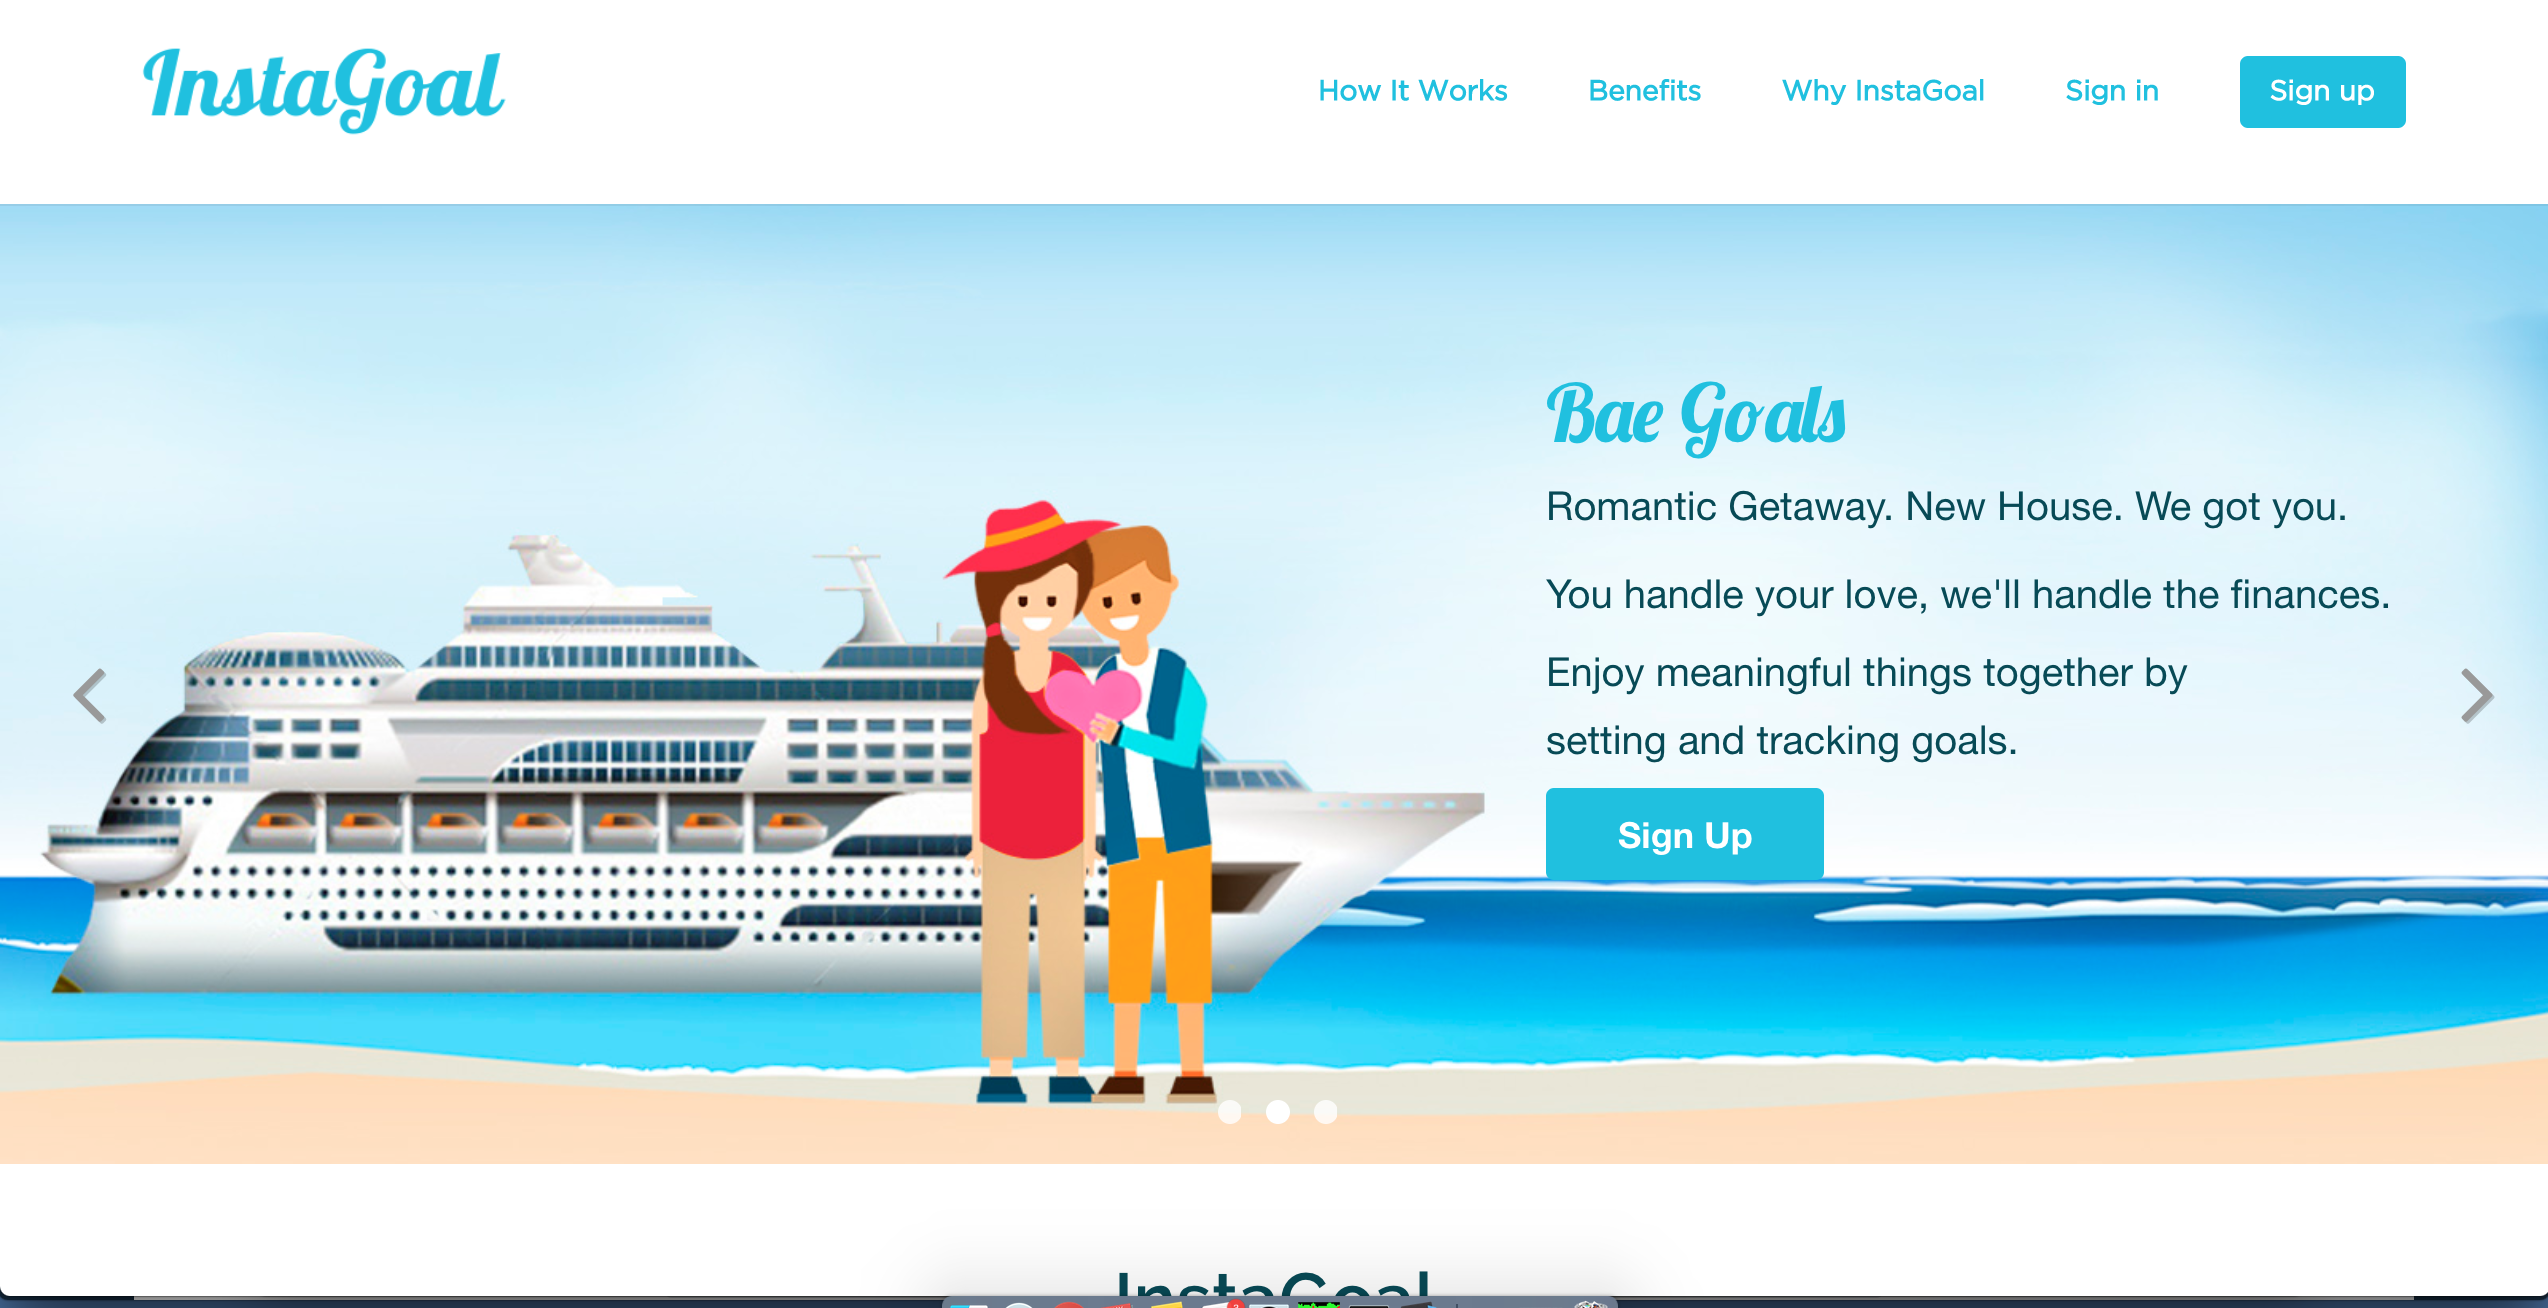 InstaGoal
How It Works
Benefits
Why InstaGoal
Sign in
Sign up
Bae Goals
Romantic Getaway. New House. We got you.
You handle your love, we'll handle the finances.
Enjoy meaningful things together by
setting and tracking goals.
Sign Up
InstaGoal